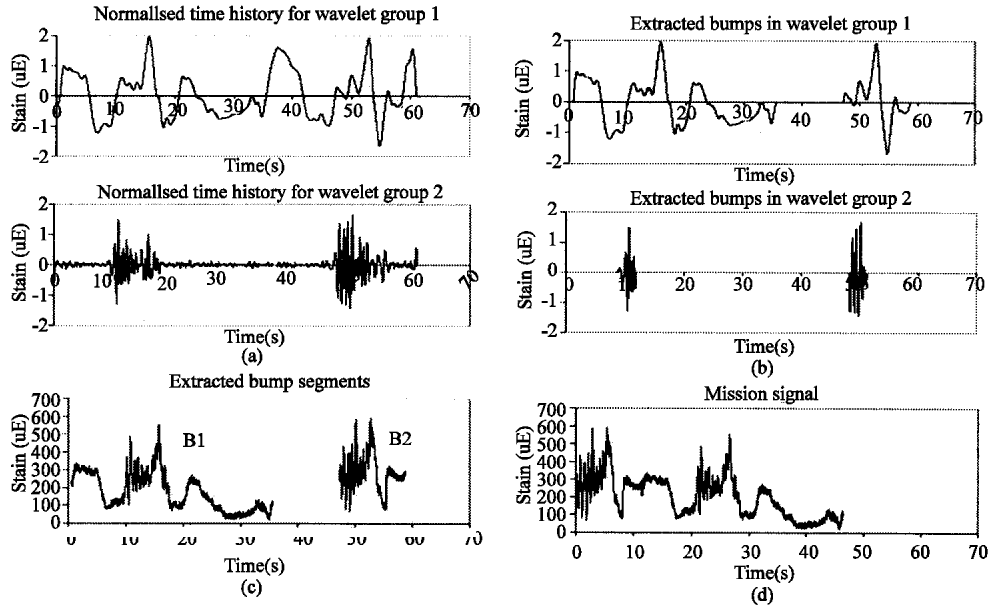 Normallsed time history for wavelet group 1
2
1
0
-1
-2
Stain (uE)
0 10 20 30 40 50 60 70
Time(s)
Normallsed time history for wavelet group 2
2
1
0
-1
-2
Stain (uE)
0 10 20 30 40 50 60 70
Time(s)
(a)
Extracted bumps in wavelet group 1
2
1
0
-1
-2
Stain (uE)
0 10 20 30 40 50 60 70
Time(s)
Extracted bumps in wavelet group 2
2
1
0
-1
-2
Stain (uE)
0 10 20 30 40 50 60 70
Time(s)
(b)
Extracted bump segments
700
600
500
400
300
200
100
0
Stain (uE)
B1 B2
0 10 20 30 40 50 60 70
Time(s)
(c)
Mission signal
700
600
500
400
300
200
100
0
Stain (uE)
0 10 20 30 40 50 60 70
Time(s)
(d)